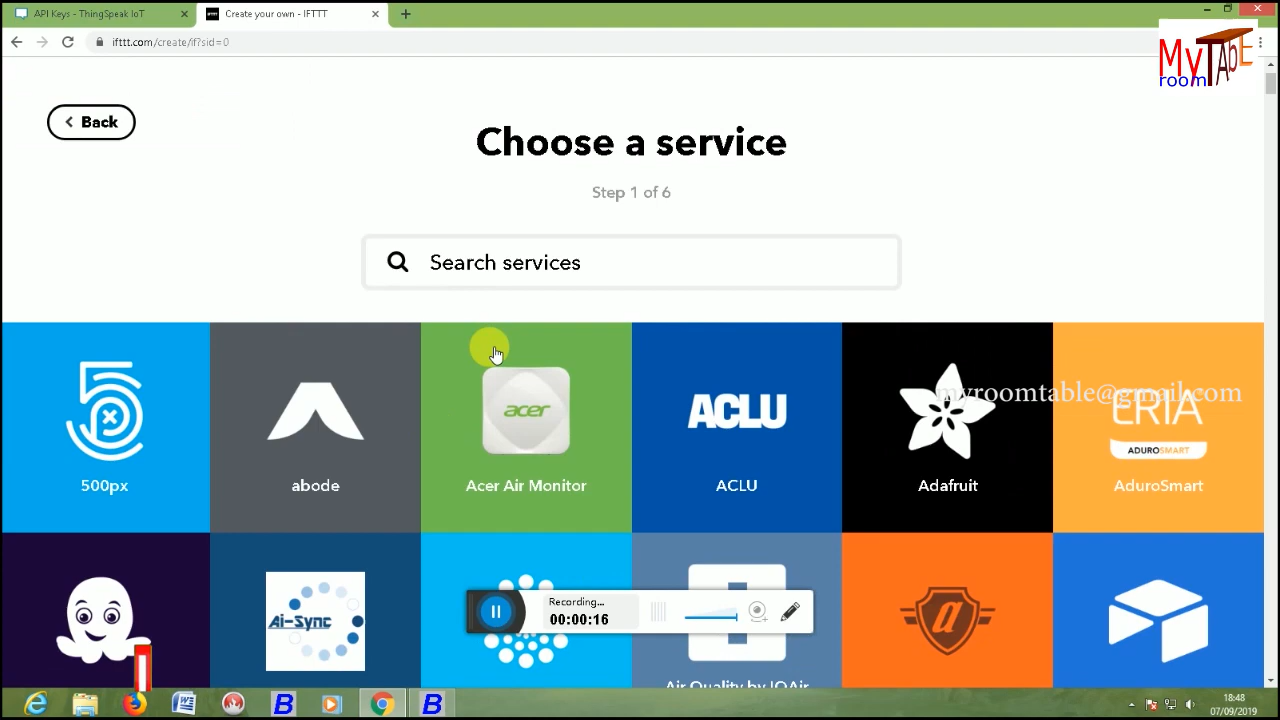 API Keys - ThingSpeak IoT
Create your own - IFTTT
ifttt.com/create/if?sid=0
My TAbE
room
Back
Choose a service
Step 1 of 6
Search services
acer
ACLU
myroomtable@gmail.com
ERIA
ADUROSMART
500px
abode
Acer Air Monitor
ACLU
Adafruit
AduroSmart
Ai-Sync
Recording...
00:00:16
Air Quality by IQAir
18:48
07/09/2019